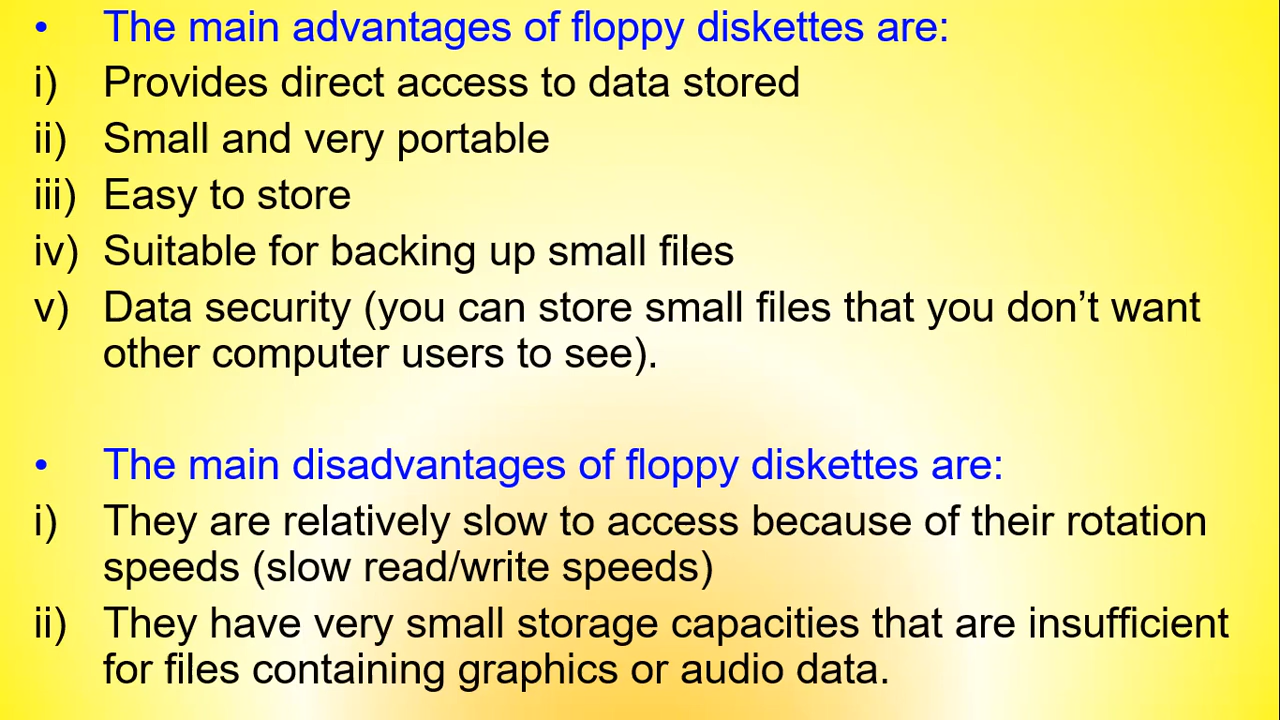 • The main advantages of floppy diskettes are:
i) Provides direct access to data stored
ii) Small and very portable
iii) Easy to store
iv) Suitable for backing up small files
v) Data security (you can store small files that you don’t want
other computer users to see).
• The main disadvantages of floppy diskettes are:
i) They are relatively slow to access because of their rotation
speeds (slow read/write speeds)
ii) They have very small storage capacities that are insufficient
for files containing graphics or audio data.